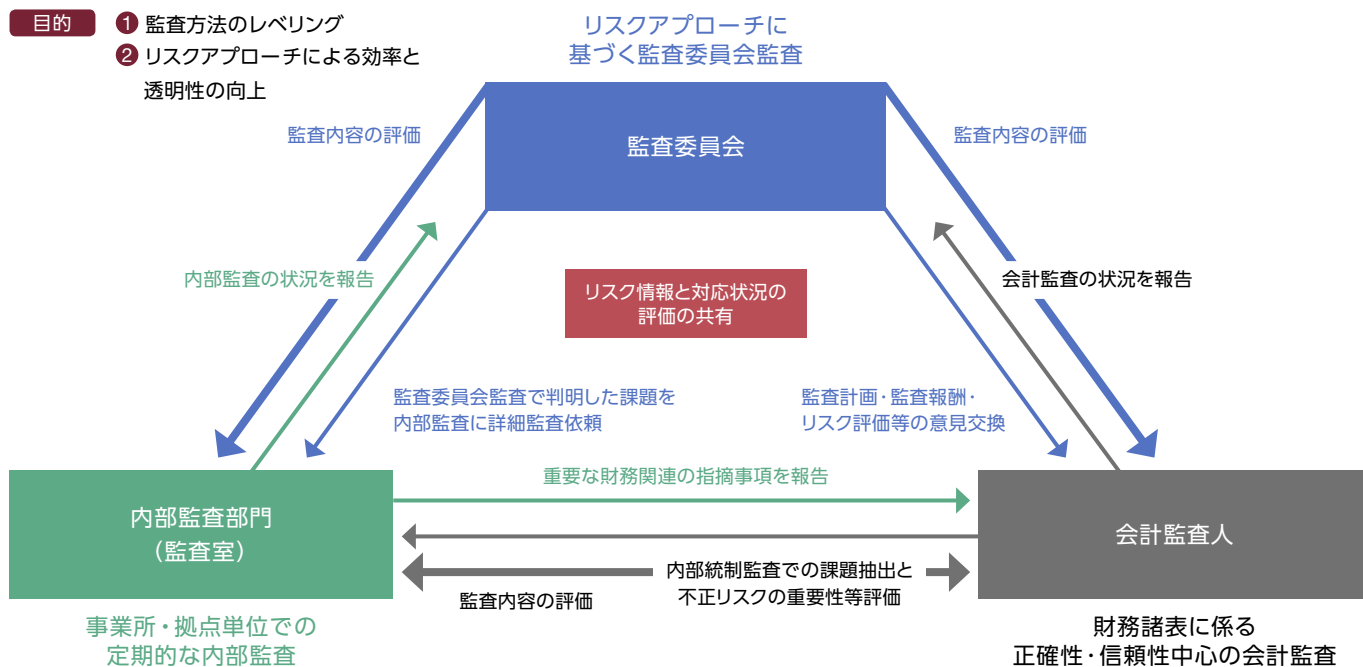 目的
❶ 監査方法のレベリング
❷ リスクアプローチによる効率と
透明性の向上
リスクアプローチに
基づく監査委員会監査
監査内容の評価
監査委員会
監査内容の評価
内部監査の状況を報告
リスク情報と対応状況の
評価の共有
会計監査の状況を報告
監査委員会監査で判明した課題を
内部監査に詳細監査依頼
監査計画・監査報酬・
リスク評価等の意見交換
重要な財務関連の指摘事項を報告
内部監査部門
(監査室)
会計監査人
監査内容の評価
内部統制監査での課題抽出と
不正リスクの重要性等評価
事業所・拠点単位での
定期的な内部監査
財務諸表に係る
正確性・信頼性中心の会計監査